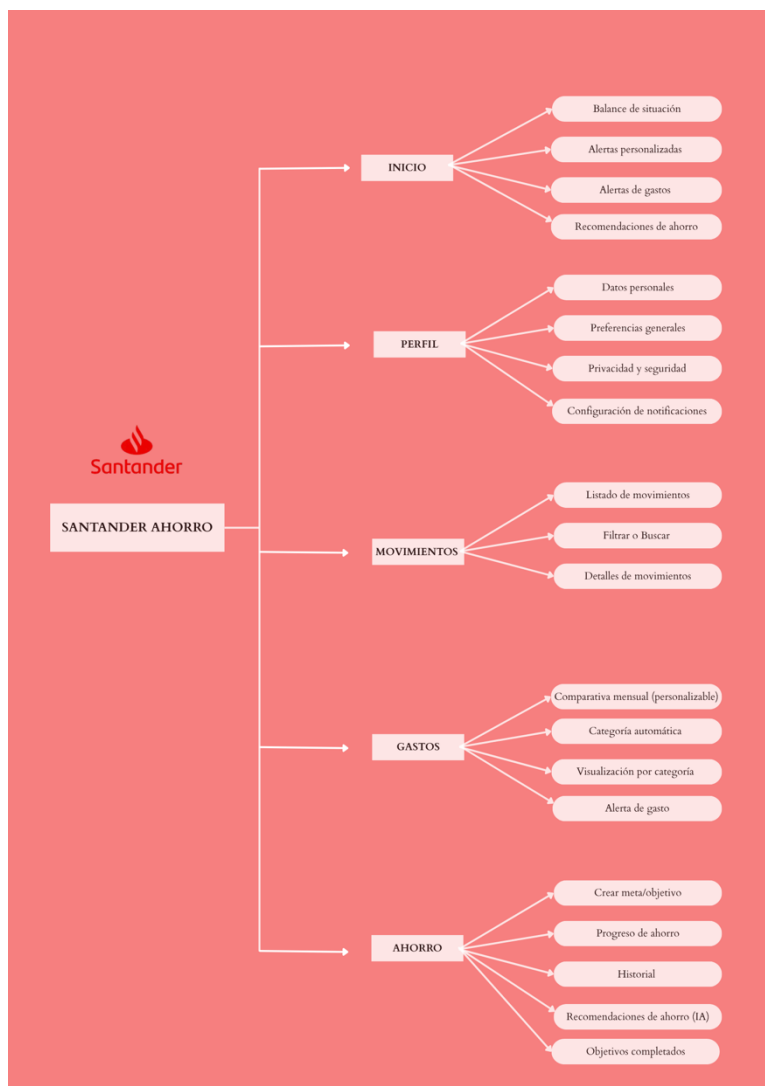 Santander
SANTANDER AHORRO
INICIO
Balance de situación
Alertas personalizadas
Alertas de gastos
Recomendaciones de ahorro
PERFIL
Datos personales
Preferencias generales
Privacidad y seguridad
Configuración de notificaciones
MOVIMIENTOS
Listado de movimientos
Filtrar o Buscar
Detalles de movimientos
GASTOS
Comparativa mensual (personalizable)
Categoría automática
Visualización por categoría
Alerta de gasto
AHORRO
Crear meta/objetivo
Progreso de ahorro
Historial
Recomendaciones de ahorro (IA)
Objetivos completados